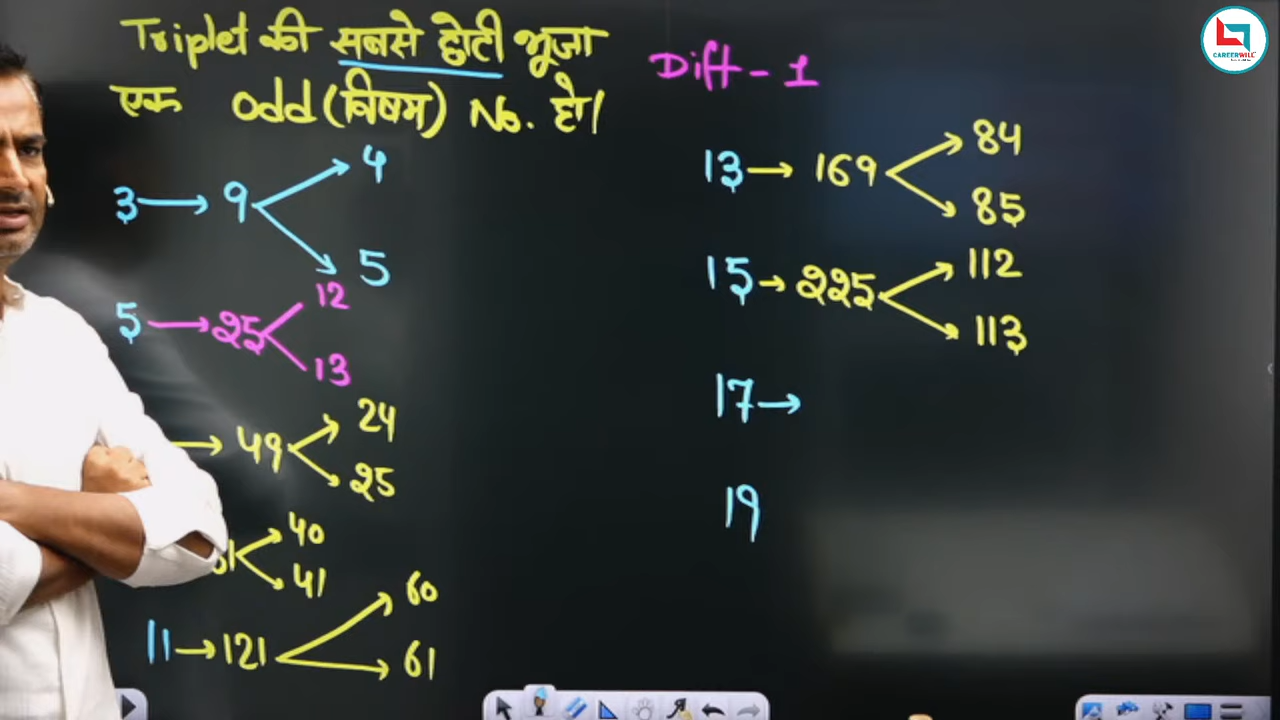 Triplet की सबसे छोटी भूजा
एक odd (विषम) No. हो।
3 → 9
4
5
5 → 25
12
13
→ 49
24
25
1
40
41
11 → 121
60
61
Diff - 1
13 → 169
84
85
15 → 225
112
113
17 →
19
CAREERWILL